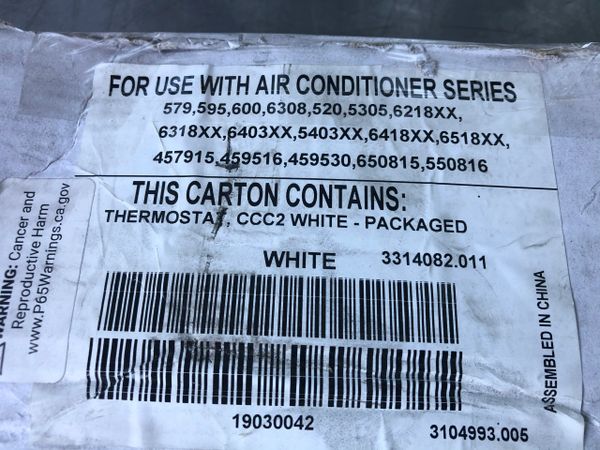 FOR USE WITH AIR CONDITIONER SERIES
579,595,600,6308,520,5305,6218XX,
6318XX,6403XX,5403XX,6418XX,6518XX,
457915,459516,459530,650815,550816
THIS CARTON CONTAINS:
THERMOSTAT, CCC2 WHITE - PACKAGED
WHITE 3314082.011
19030042
3104993.005
ASSEMBLED IN CHINA
WARNING: Cancer and
Reproductive Harm
www.P65Warnings.ca.gov